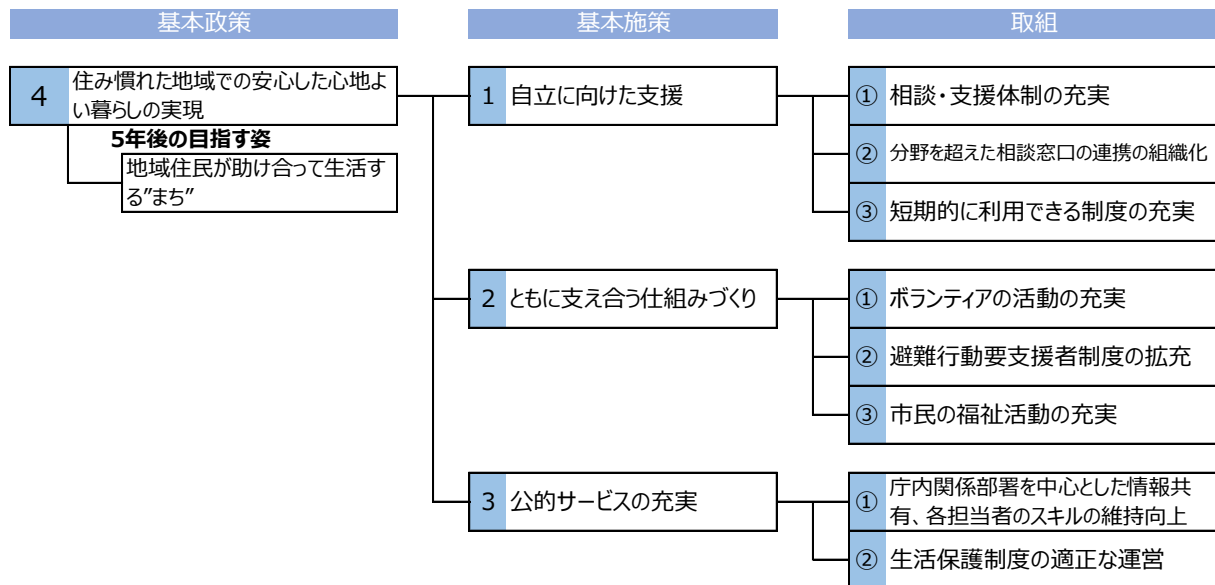 基本政策
基本施策
取組
4
住み慣れた地域での安心した心地よ
い暮らしの実現
5年後の目指す姿
地域住民が助け合って生活す
る”まち”
1 自立に向けた支援
① 相談・支援体制の充実
② 分野を超えた相談窓口の連携の組織化
③ 短期的に利用できる制度の充実
2 ともに支え合う仕組みづくり
① ボランティアの活動の充実
② 避難行動要支援者制度の拡充
③ 市民の福祉活動の充実
3 公的サービスの充実
① 庁内関係部署を中心とした情報共
有、各担当者のスキルの維持向上
② 生活保護制度の適正な運営